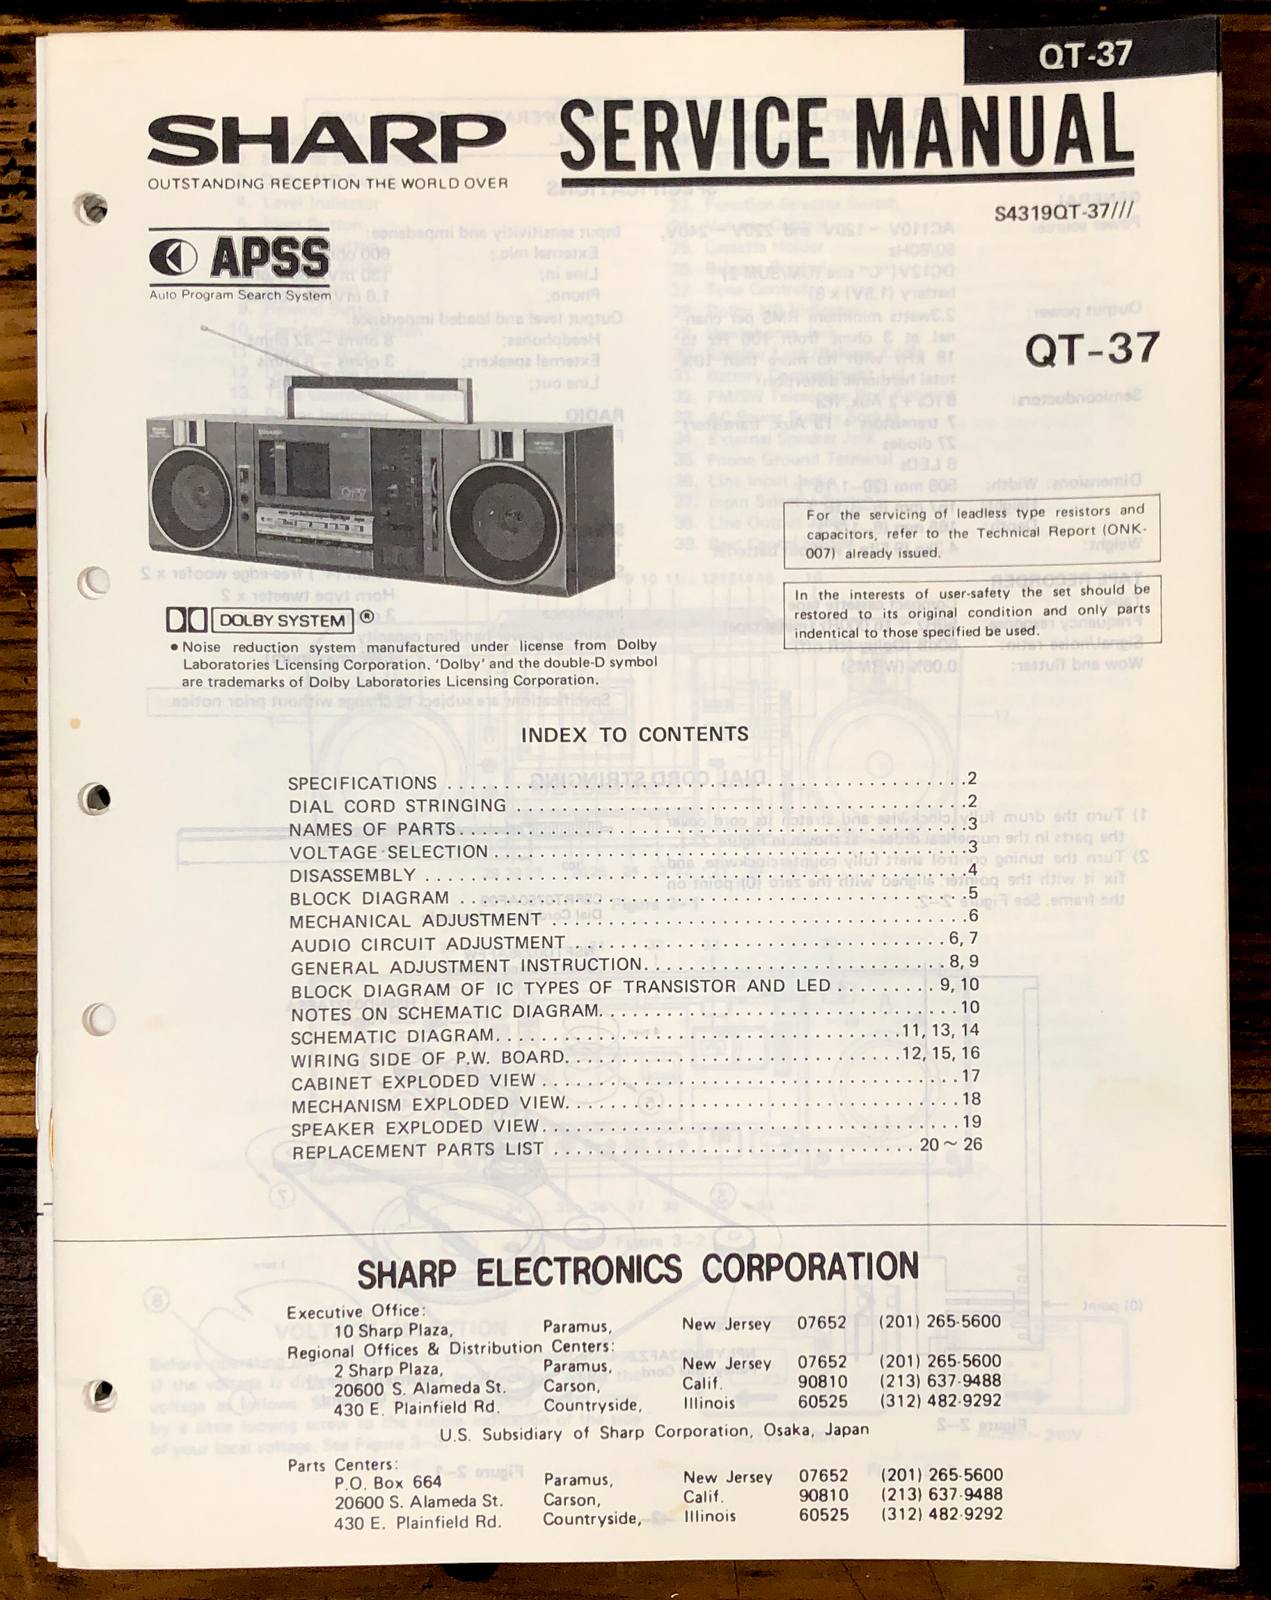 QT-37
SHARP SERVICE MANUAL
OUTSTANDING RECEPTION THE WORLD OVER
S4319QT-37///
APSS
Auto Program Search System
QT-37
For the servicing of leadless type resistors and
capacitors, refer to the Technical Report (ONK-
007) already issued.
In the interests of user-safety the set should be
restored to its original condition and only parts
indentical to those specified be used.
DOLBY SYSTEM ®
• Noise reduction system manufactured under license from Dolby
Laboratories Licensing Corporation. 'Dolby' and the double-D symbol
are trademarks of Dolby Laboratories Licensing Corporation.
INDEX TO CONTENTS
SPECIFICATIONS . . . . . . . . . . . . . . . . . . . . 2
DIAL CORD STRINGING . . . . . . . . . . . . . . . . . . . . 2
NAMES OF PARTS . . . . . . . . . . . . . . . . . . . . 3
VOLTAGE SELECTION . . . . . . . . . . . . . . . . . . . . 3
DISASSEMBLY . . . . . . . . . . . . . . . . . . . . 4
BLOCK DIAGRAM . . . . . . . . . . . . . . . . . . . . 5
MECHANICAL ADJUSTMENT . . . . . . . . . . . . . . . . . . . . 6
AUDIO CIRCUIT ADJUSTMENT . . . . . . . . . . . . . . . . . . . . 6, 7
GENERAL ADJUSTMENT INSTRUCTION . . . . . . . . . . . . . . . . . . . . 8, 9
BLOCK DIAGRAM OF IC TYPES OF TRANSISTOR AND LED . . . . . . . . . 9, 10
NOTES ON SCHEMATIC DIAGRAM . . . . . . . . . . . . . . . . . . . . 10
SCHEMATIC DIAGRAM . . . . . . . . . . . . . . . . . . . . 11, 13, 14
WIRING SIDE OF P.W. BOARD . . . . . . . . . . . . . . . . . . . . 12, 15, 16
CABINET EXPLODED VIEW . . . . . . . . . . . . . . . . . . . . 17
MECHANISM EXPLODED VIEW . . . . . . . . . . . . . . . . . . . . 18
SPEAKER EXPLODED VIEW . . . . . . . . . . . . . . . . . . . . 19
REPLACEMENT PARTS LIST . . . . . . . . . . . . . . . . . . . . 20 ~ 26
SHARP ELECTRONICS CORPORATION
Executive Office:
10 Sharp Plaza, Paramus, New Jersey 07652 (201) 265-5600
Regional Offices & Distribution Centers:
2 Sharp Plaza, Paramus, New Jersey 07652 (201) 265-5600
20600 S. Alameda St. Carson, Calif. 90810 (213) 637-9488
430 E. Plainfield Rd. Countryside, Illinois 60525 (312) 482-9292
U.S. Subsidiary of Sharp Corporation, Osaka, Japan
Parts Centers:
P.O. Box 664 Paramus, New Jersey 07652 (201) 265-5600
20600 S. Alameda St. Carson, Calif. 90810 (213) 637-9488
430 E. Plainfield Rd. Countryside, Illinois 60525 (312) 482-9292